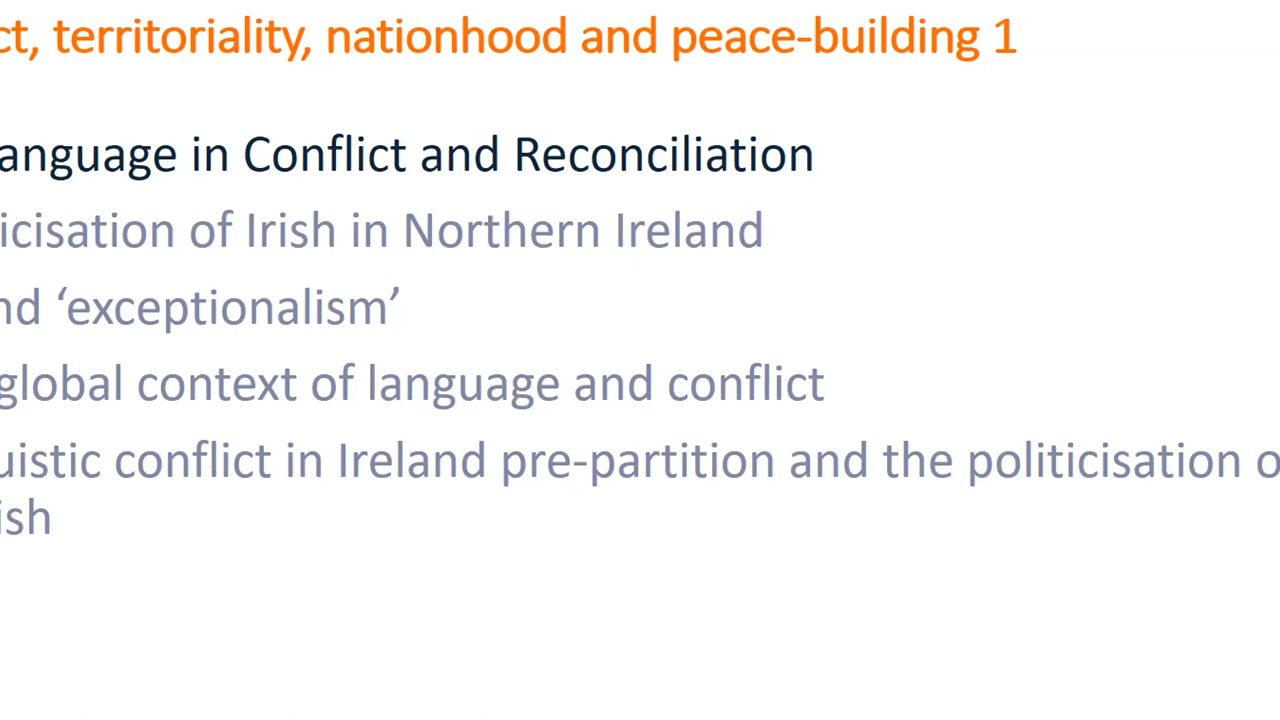 ct, territoriality, nationhood and peace-building 1
anguage in Conflict and Reconciliation
icisation of Irish in Northern Ireland
nd ‘exceptionalism’
global context of language and conflict
uistic conflict in Ireland pre-partition and the politicisation o
ish